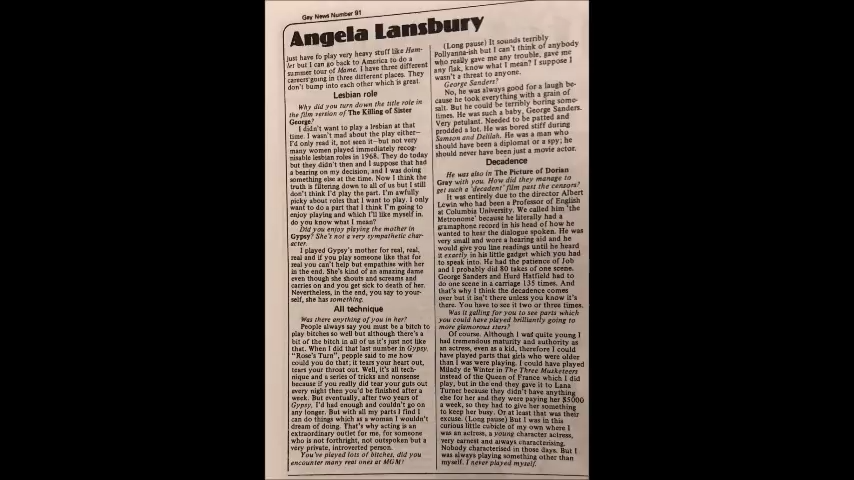 Gay News Number 91
Angela Lansbury
just have to play very heavy stuff like Ham-
let but I can go back to America to do a
summer tour of Mame. I have three different
careers going in three different places. They
don't bump into each other which is great.
Lesbian role
Why did you turn down the title role in
the film version of The Killing of Sister
George?
I didn't want to play a lesbian at that
time. I wasn't mad about the play either—
I'd only read it, not seen it—but not very
many women played immediately recog-
nisable lesbian roles in 1968. They do today
but they didn't then and I suppose that had
a bearing on my decision, and I was doing
something else at the time. Now I think the
truth is filtering down to all of us but I still
don't think I'd play the part. I'm awfully
picky about roles that I want to play. I only
want to do a part that I think I'm going to
enjoy playing and which I'll like myself in,
do you know what I mean?
Did you enjoy playing the mother in
Gypsy? She's not a very sympathetic char-
acter.
I played Gypsy's mother for real, real,
real and if you play someone like that for
real you can't help but empathise with her
in the end. She's kind of an amazing dame
even though she shouts and screams and
carries on and you get sick to death of her.
Nevertheless, in the end, you say to your-
self, she has something.
All technique
Was there anything of you in her?
People always say you must be a bitch to
play bitches so well but although there's a
bit of the bitch in all of us it's just not like
that. When I did that last number in Gypsy,
"Rose's Turn", people said to me how
could you do that; it tears your heart out,
tears your throat out. Well, it's all tech-
nique and a series of tricks and nonsense
because if you really did tear your guts out
every night then you'd be finished after a
week. But eventually, after two years of
Gypsy, I'd had enough and couldn't go on
any longer. But with all my parts I find I
can do things which as a woman I wouldn't
dream of doing. That's why acting is an
extraordinary outlet for me, for someone
who is not forthright, not outspoken but a
very private, introverted person.
You've played lots of bitches, did you
encounter many real ones at MGM?
(Long pause) It sounds terribly
Pollyanna-ish but I can't think of anybody
who really gave me any trouble, gave me
any flak, know what I mean? I suppose I
wasn't a threat to anyone.
George Sanders?
No, he was always good for a laugh be-
cause he took everything with a grain of
salt. But he could be terribly boring some-
times. He was such a baby, George Sanders.
Very petulant. Needed to be patted and
prodded a lot. He was bored stiff during
Samson and Delilah. He was a man who
should have been a diplomat or a spy; he
should never have been just a movie actor.
Decadence
He was also in The Picture of Dorian
Gray with you. How did they manage to
get such a 'decadent' film past the censors?
It was entirely due to the director Albert
Lewin who had been a Professor of English
at Columbia University. We called him 'the
Metronome' because he literally had a
gramaphone record in his head of how he
wanted to hear the dialogue spoken. He was
very small and wore a hearing aid and he
would give you line readings until he heard
it exactly in his little gadget which you had
to speak into. He had the patience of Job
and I probably did 80 takes of one scene.
George Sanders and Hurd Hatfield had to
do one scene in a carriage 135 times. And
that's why I think the decadence comes
over but it isn't there unless you know it's
there. You have to see it two or three times.
Was it galling for you to see parts which
you could have played brilliantly going to
more glamorous stars?
Of course. Although I was quite young I
had tremendous maturity and authority as
an actress, even as a kid, therefore I could
have played parts that girls who were older
than I was were playing. I could have played
Milady de Winter in The Three Musketeers
instead of the Queen of France which I did
play, but in the end they gave it to Lana
Turner because they didn't have anything
else for her and they were paying her $5000
a week, so they had to give her something
to keep her busy. Or at least that was their
excuse. (Long pause) But I was in this
curious little cubicle of my own where I
was an actress, a young character actress,
very earnest and always characterising.
Nobody characterised in those days. But I
was always playing something other than
myself. I never played myself.